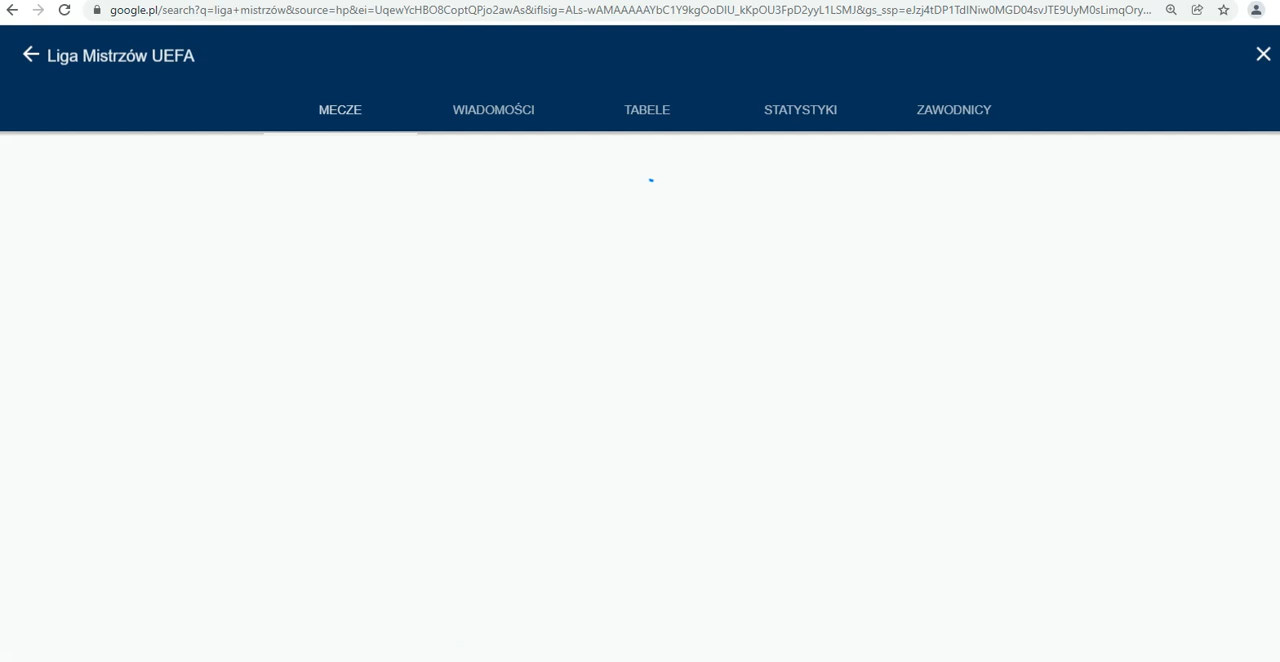 google.pl/search?q=liga+mistrzów&source=hp&ei=UqewYcHBO8CoptQPjo2awAs&iflsig=ALs-wAMAAAAAYbC1Y9kgOoDIU_kKpOU3FpD2yyL1LSMJ&gs_ssp=eJzj4tDP1TdINiw0MGD04svJTE9UyM0sLimqOry...
Liga Mistrzów UEFA
MECZE WIADOMOŚCI TABELE STATYSTYKI ZAWODNICY